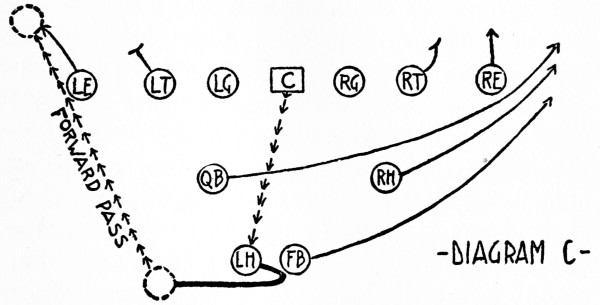 LE LT LG C RG RT RE
FORWARD PASS
QB RH
LH FB
-DIAGRAM C-